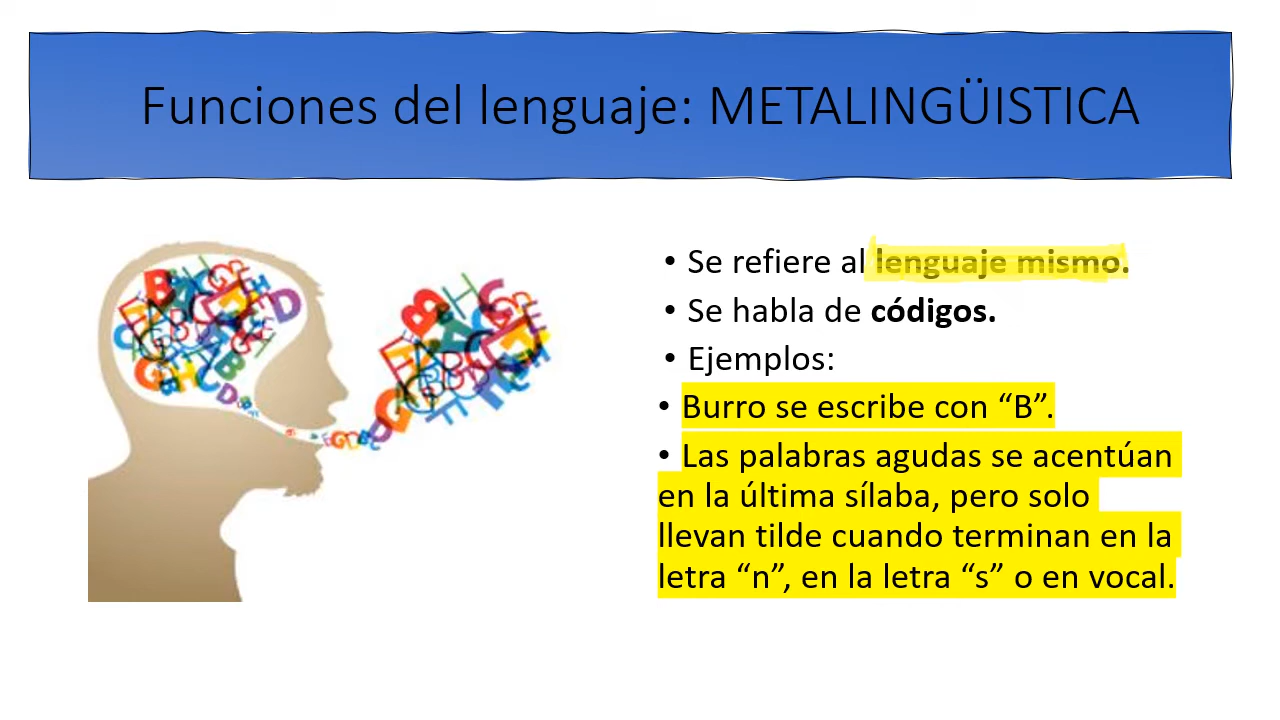 Funciones del lenguaje: METALINGÜISTICA
• Se refiere al lenguaje mismo.
• Se habla de códigos.
• Ejemplos:
• Burro se escribe con “B”.
• Las palabras agudas se acentúan
en la última sílaba, pero solo
llevan tilde cuando terminan en la
letra “n”, en la letra “s” o en vocal.